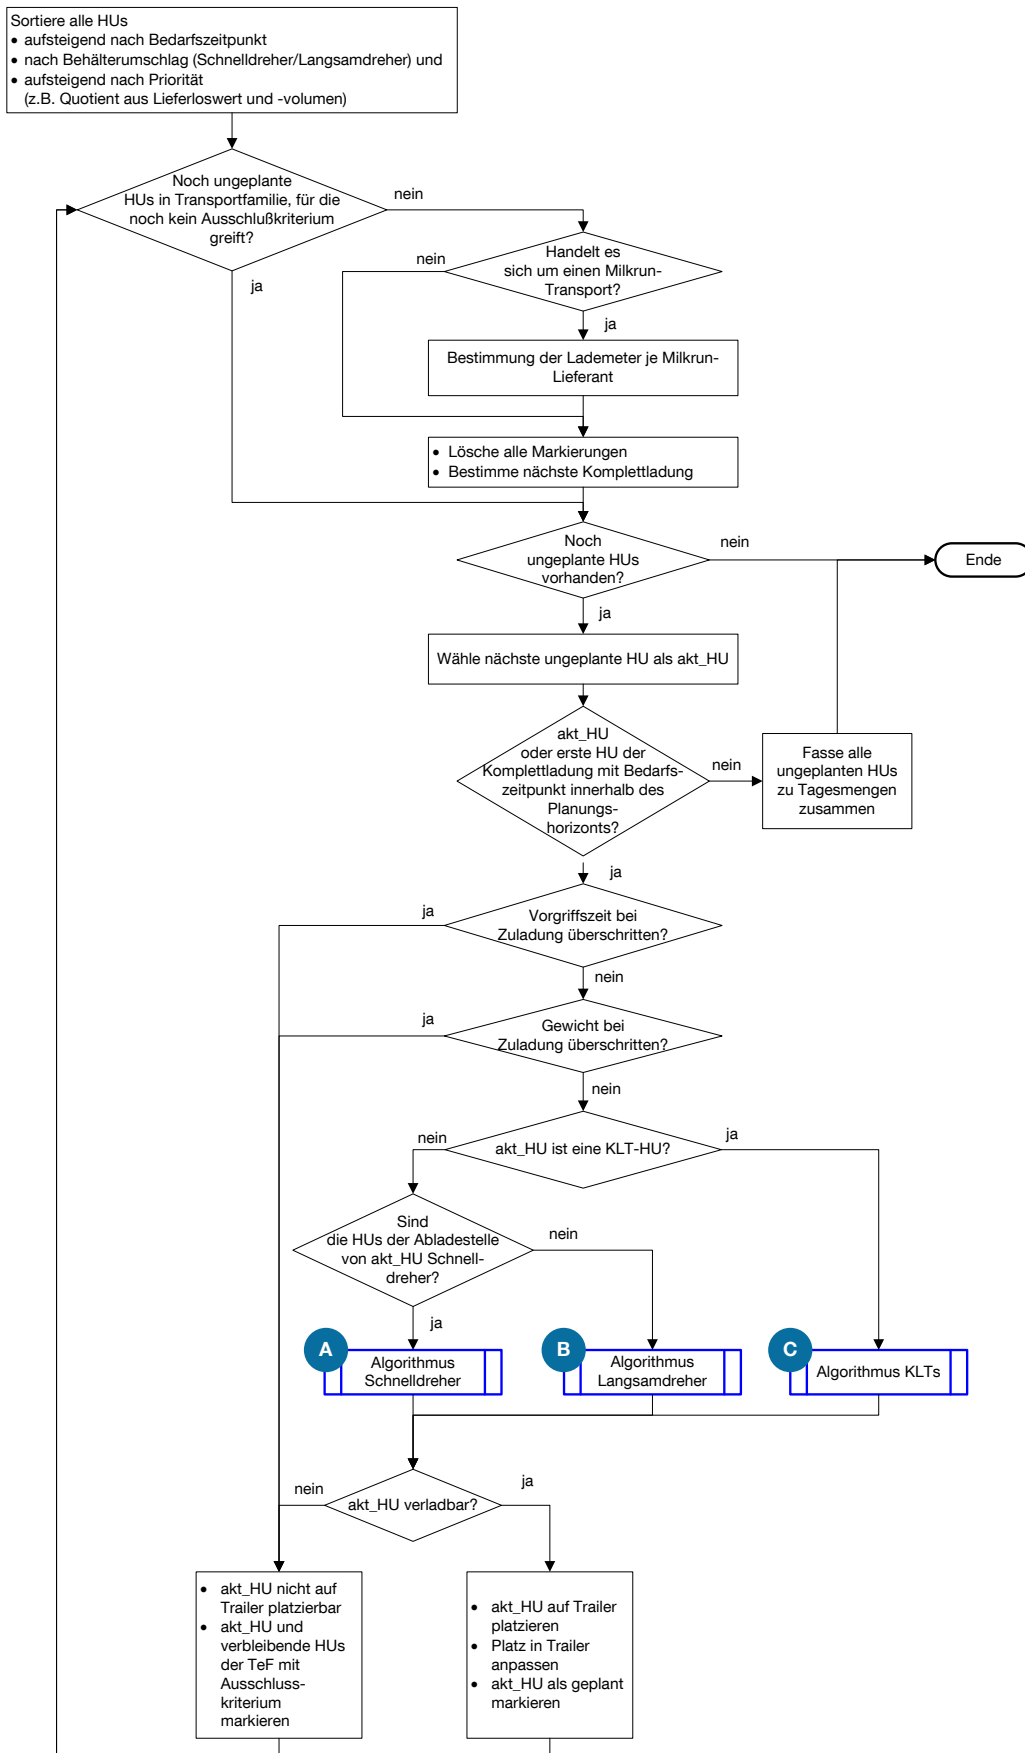 Sortiere alle HUs
• aufsteigend nach Bedarfszeitpunkt
• nach Behälterumschlag (Schnelldreher/Langsamdreher) und
• aufsteigend nach Priorität
(z.B. Quotient aus Lieferloswert und -volumen)
Noch ungeplante
HUs in Transportfamilie, für die
noch kein Ausschlußkriterium
greift?
nein
ja
Handelt es
sich um einen Milkrun-
Transport?
nein
ja
Bestimmung der Lademeter je Milkrun-
Lieferant
• Lösche alle Markierungen
• Bestimme nächste Komplettladung
Noch
ungeplante HUs
vorhanden?
nein
Ende
ja
Wähle nächste ungeplante HU als akt_HU
akt_HU
oder erste HU der
Komplettladung mit Bedarfs-
zeitpunkt innerhalb des
Planungs-
horizonts?
nein
Fasse alle
ungeplanten HUs
zu Tagesmengen
zusammen
ja
ja
Vorgriffszeit bei
Zuladung überschritten?
nein
ja
Gewicht bei
Zuladung überschritten?
nein
nein
akt_HU ist eine KLT-HU?
ja
Sind
die HUs der Abladestelle
von akt_HU Schnell-
dreher?
nein
ja
A
Algorithmus
Schnelldreher
B
Algorithmus
Langsamdreher
C
Algorithmus KLTs
nein
akt_HU verladbar?
ja
• akt_HU nicht auf
Trailer platzierbar
• akt_HU und
verbleibende HUs
der TeF mit
Ausschluss-
kriterium
markieren
• akt_HU auf Trailer
platzieren
• Platz in Trailer
anpassen
• akt_HU als geplant
markieren